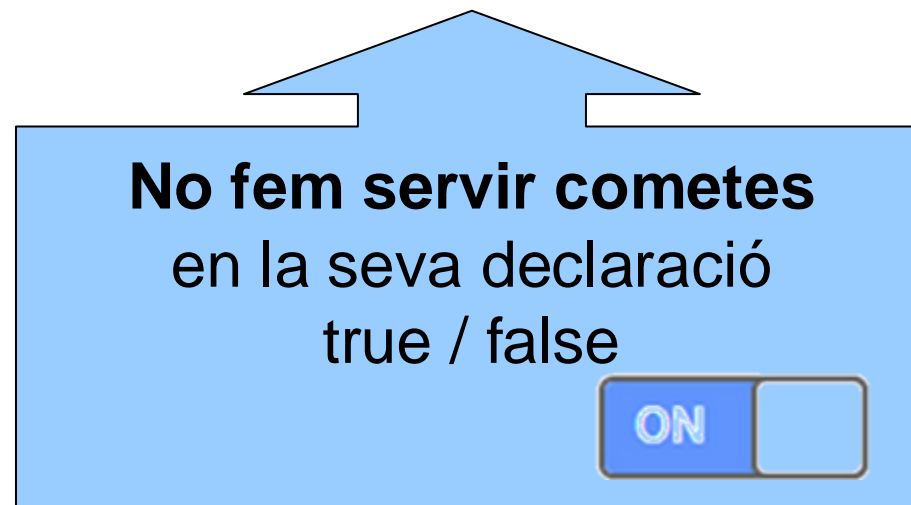 No fem servir cometes
en la seva declaració
true / false
ON